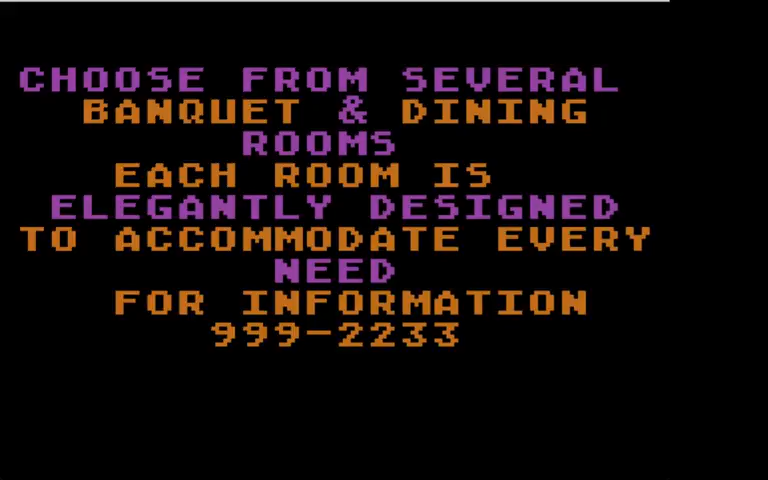 CHOOSE FROM SEVERAL
BANQUET & DINING
ROOMS
EACH ROOM IS
ELEGANTLY DESIGNED
TO ACCOMMODATE EVERY
NEED
FOR INFORMATION
999-2233